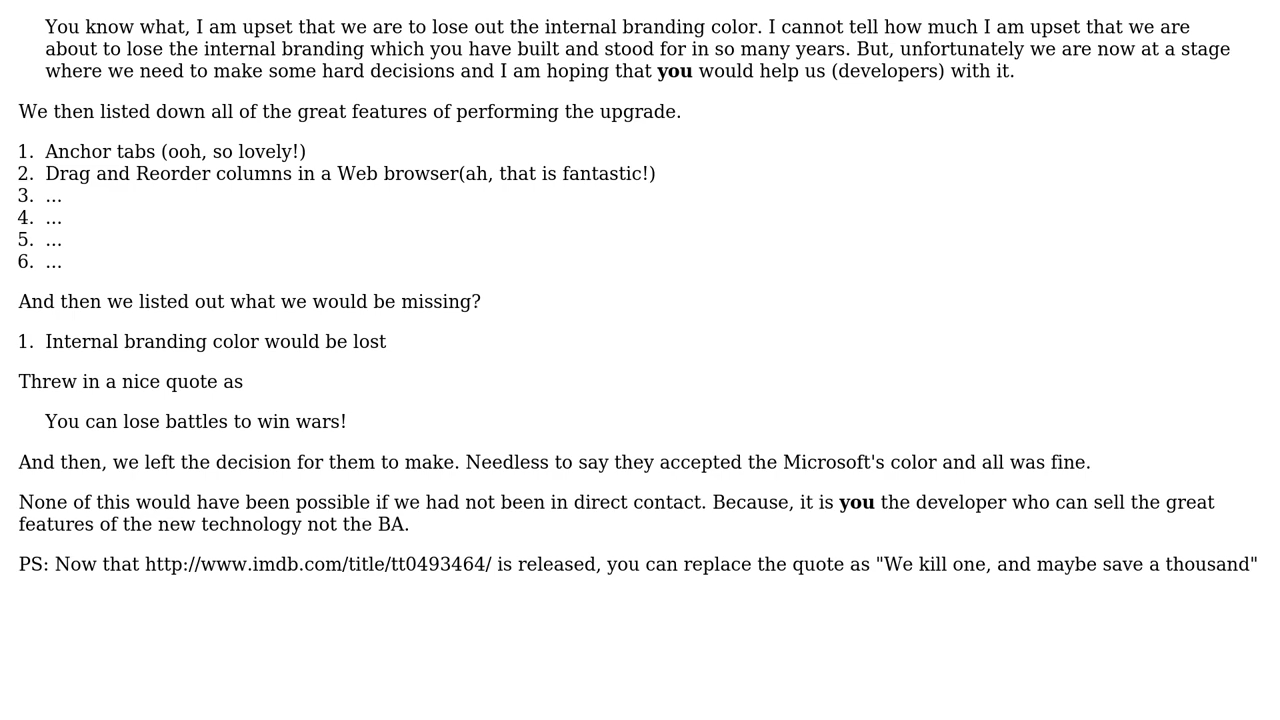 You know what, I am upset that we are to lose out the internal branding color. I cannot tell how much I am upset that we are
about to lose the internal branding which you have built and stood for in so many years. But, unfortunately we are now at a stage
where we need to make some hard decisions and I am hoping that you would help us (developers) with it.
We then listed down all of the great features of performing the upgrade.
1. Anchor tabs (ooh, so lovely!)
2. Drag and Reorder columns in a Web browser(ah, that is fantastic!)
3. ...
4. ...
5. ...
6. ...
And then we listed out what we would be missing?
1. Internal branding color would be lost
Threw in a nice quote as
You can lose battles to win wars!
And then, we left the decision for them to make. Needless to say they accepted the Microsoft's color and all was fine.
None of this would have been possible if we had not been in direct contact. Because, it is you the developer who can sell the great
features of the new technology not the BA.
PS: Now that http://www.imdb.com/title/tt0493464/ is released, you can replace the quote as "We kill one, and maybe save a thousand"